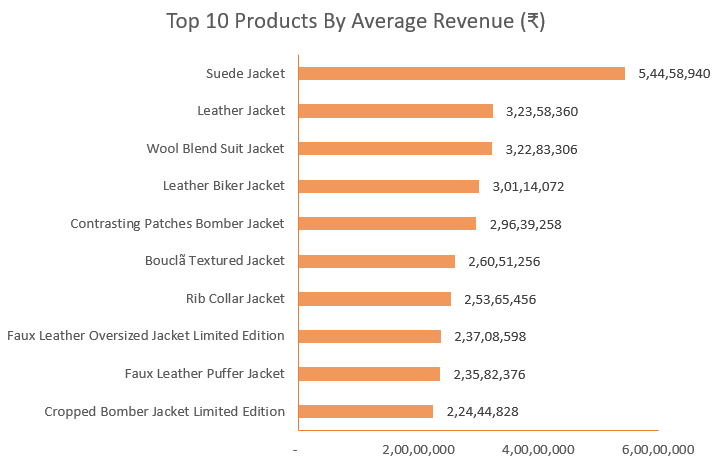 Top 10 Products By Average Revenue (₹)
Suede Jacket 5,44,58,940
Leather Jacket 3,23,58,360
Wool Blend Suit Jacket 3,22,83,306
Leather Biker Jacket 3,01,14,072
Contrasting Patches Bomber Jacket 2,96,39,258
Bouclã Textured Jacket 2,60,51,256
Rib Collar Jacket 2,53,65,456
Faux Leather Oversized Jacket Limited Edition 2,37,08,598
Faux Leather Puffer Jacket 2,35,82,376
Cropped Bomber Jacket Limited Edition 2,24,44,828
- 2,00,00,000 4,00,00,000 6,00,00,000